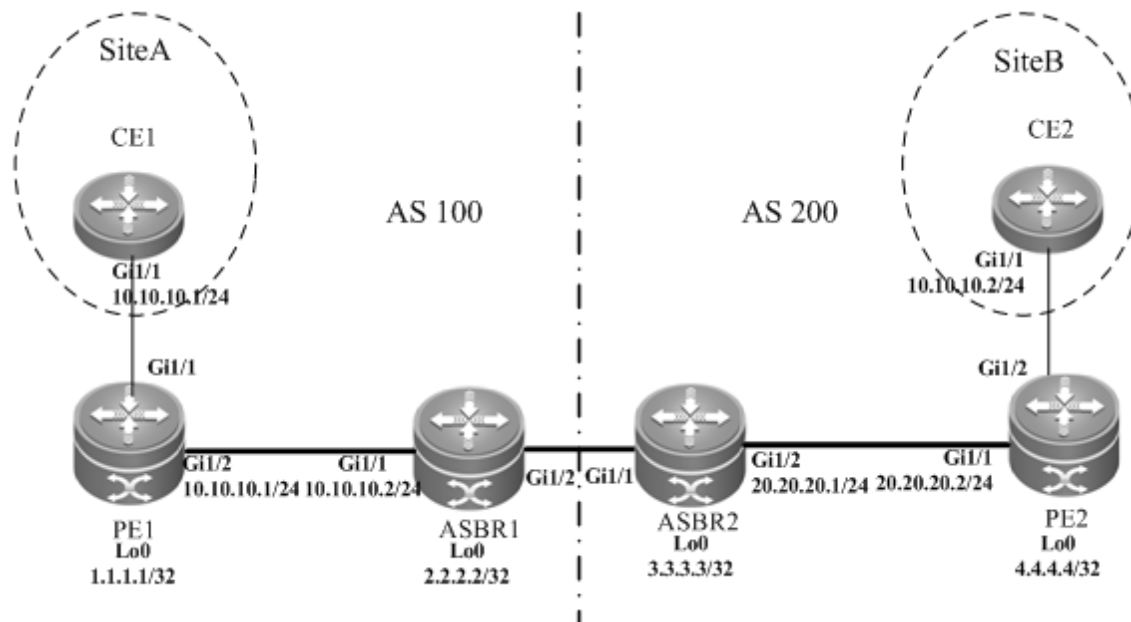 SiteA
SiteB
CE1
CE2
AS 100
AS 200
Gi1/1
10.10.10.1/24
Gi1/1
10.10.10.2/24
Gi1/1
Gi1/2
Gi1/2
10.10.10.1/24
Gi1/1
10.10.10.2/24
Gi1/2
Gi1/1
Gi1/2
20.20.20.1/24
Gi1/1
20.20.20.2/24
PE1
Lo0
1.1.1.1/32
ASBR1
Lo0
2.2.2.2/32
ASBR2
Lo0
3.3.3.3/32
PE2
Lo0
4.4.4.4/32